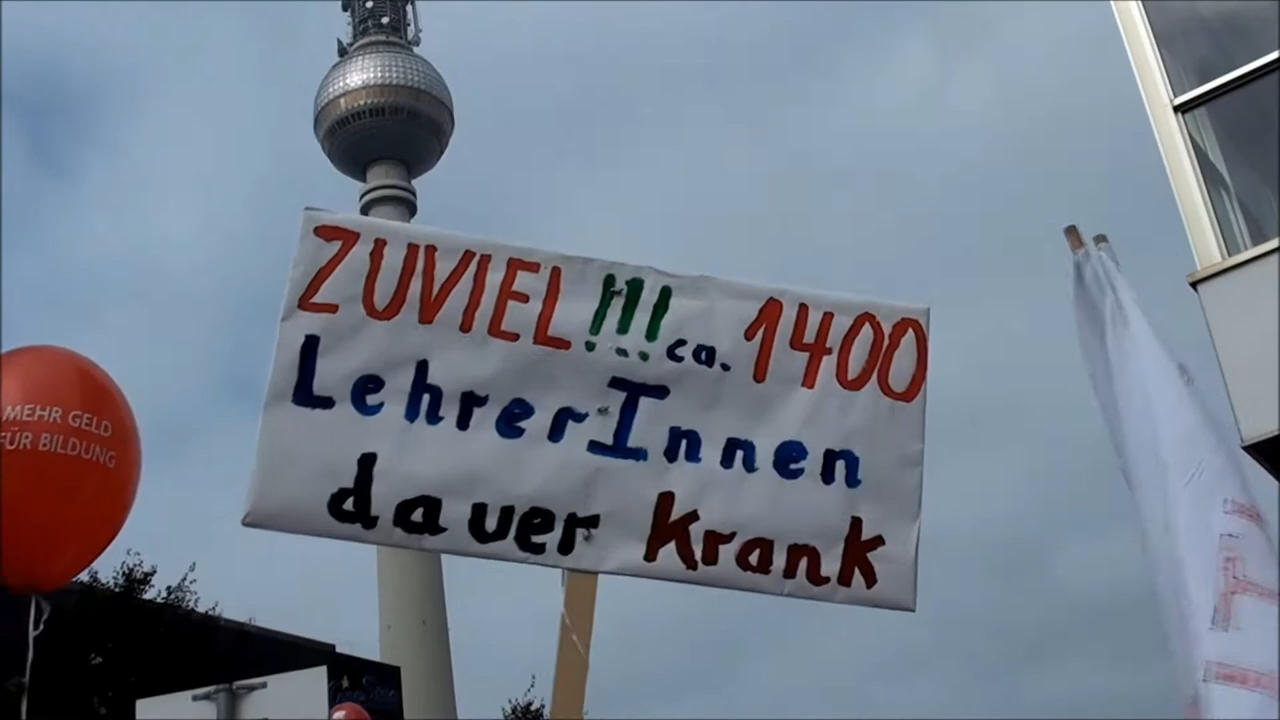 ZUVIEL!!! ca. 1400
LehrerInnen
dauer Krank
MEHR GELD
FÜR BILDUNG